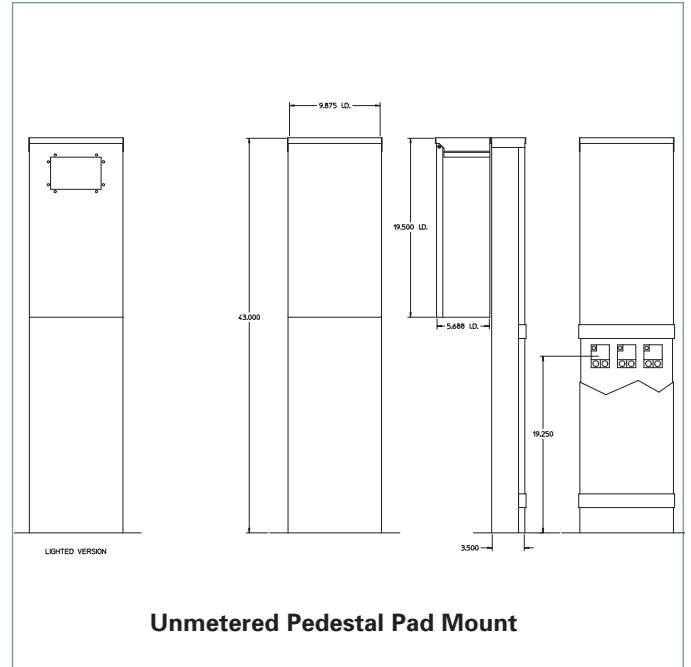 9.875 I.D.
19.500 I.D.
43.000
5.688 I.D.
19.250
LIGHTED VERSION
3.500
Unmetered Pedestal Pad Mount